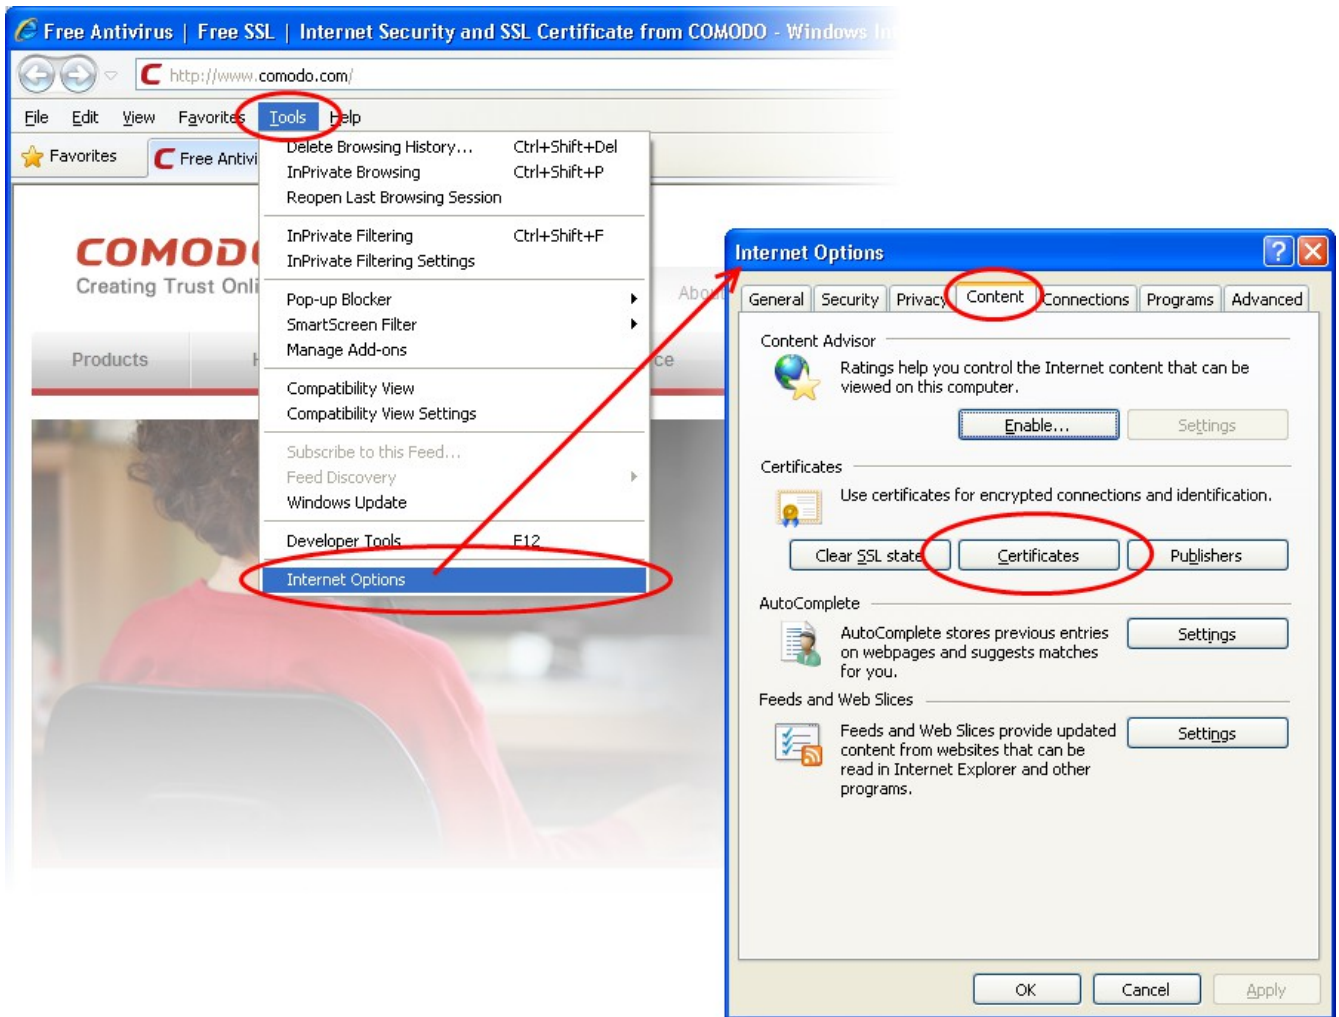 Free Antivirus | Free SSL | Internet Security and SSL Certificate from COMODO - Windows
http://www.comodo.com/
File Edit View Favorites Tools Help
Favorites
Free Antivi
Delete Browsing History... Ctrl+Shift+Del
InPrivate Browsing Ctrl+Shift+P
Reopen Last Browsing Session
InPrivate Filtering Ctrl+Shift+F
InPrivate Filtering Settings
Pop-up Blocker
SmartScreen Filter
Manage Add-ons
Compatibility View
Compatibility View Settings
Subscribe to this Feed...
Feed Discovery
Windows Update
Developer Tools F12
Internet Options
COMODO
Creating Trust Onli
About
Products
Internet Options
General Security Privacy Content Connections Programs Advanced
Content Advisor
Ratings help you control the Internet content that can be
viewed on this computer.
Enable... Settings
Certificates
Use certificates for encrypted connections and identification.
Clear SSL state Certificates Publishers
AutoComplete
AutoComplete stores previous entries
on webpages and suggests matches
for you.
Settings
Feeds and Web Slices
Feeds and Web Slices provide updated
content from websites that can be
read in Internet Explorer and other
programs.
Settings
OK Cancel Apply